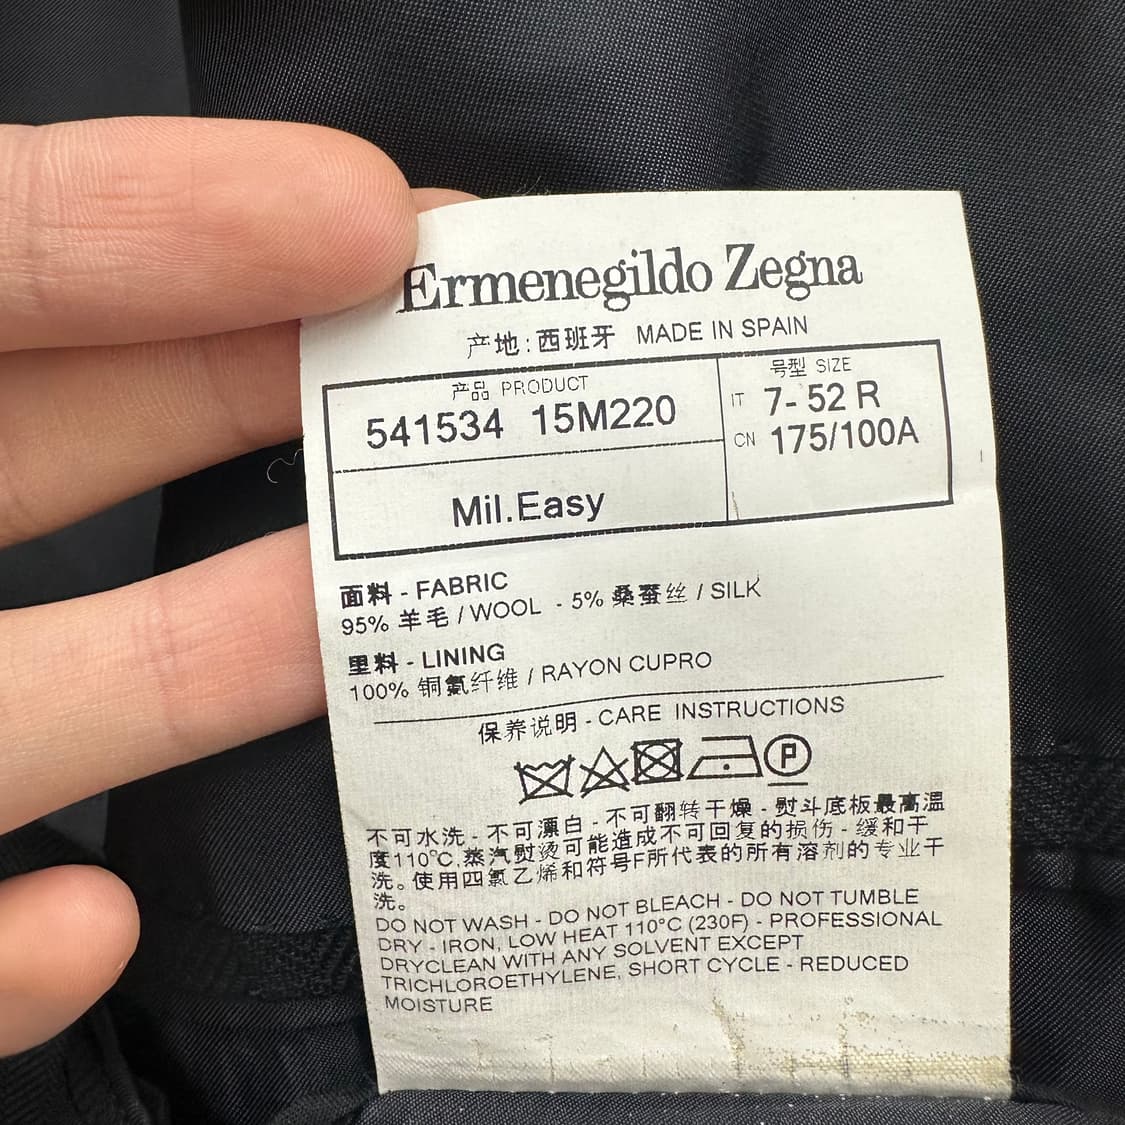 Ermenegildo Zegna
产地:西班牙 MADE IN SPAIN
产品 PRODUCT
541534 15M220
号型 SIZE
IT 7-52 R
CN 175/100A
Mil.Easy
面料 - FABRIC
95% 羊毛 / WOOL - 5% 桑蚕丝 / SILK
里料 - LINING
100% 铜氨纤维 / RAYON CUPRO
保养说明 - CARE INSTRUCTIONS
P
不可水洗 - 不可漂白 - 不可翻转干燥 - 熨斗底板最高温
度110°C,蒸汽熨烫可能造成不可回复的损伤 - 缓和干
洗。使用四氯乙烯和符号F所代表的所有溶剂的专业干
洗。
DO NOT WASH - DO NOT BLEACH - DO NOT TUMBLE
DRY - IRON, LOW HEAT 110°C (230F) - PROFESSIONAL
DRYCLEAN WITH ANY SOLVENT EXCEPT
TRICHLOROETHYLENE, SHORT CYCLE - REDUCED
MOISTURE